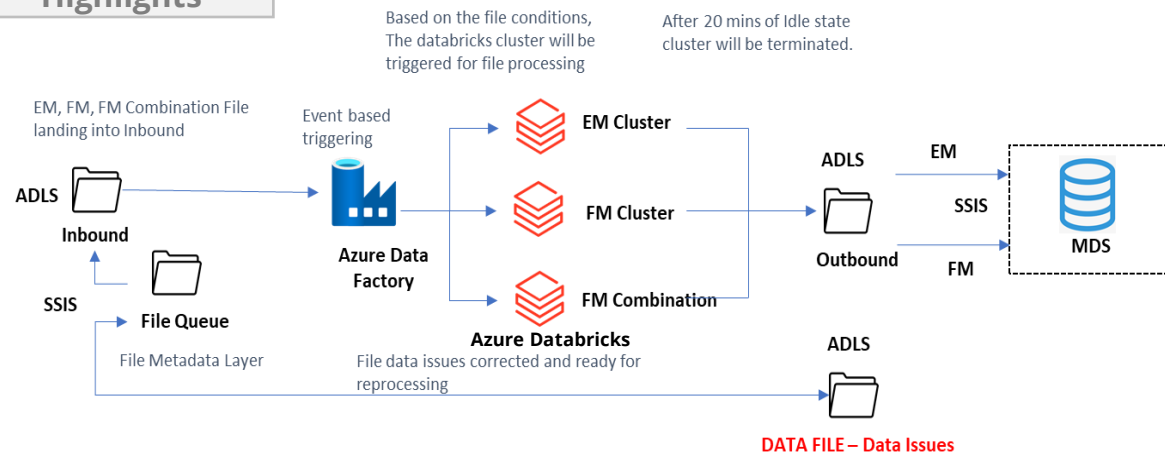 Highlights
Based on the file conditions,
The databricks cluster will be
triggered for file processing
After 20 mins of Idle state
cluster will be terminated.
EM, FM, FM Combination File
landing into Inbound
Event based
triggering
EM Cluster
ADLS
EM
ADLS
FM Cluster
SSIS
Inbound
Azure Data
Factory
Outbound
MDS
FM
SSIS
File Queue
FM Combination
Azure Databricks
ADLS
File Metadata Layer
File data issues corrected and ready for
reprocessing
DATA FILE – Data Issues